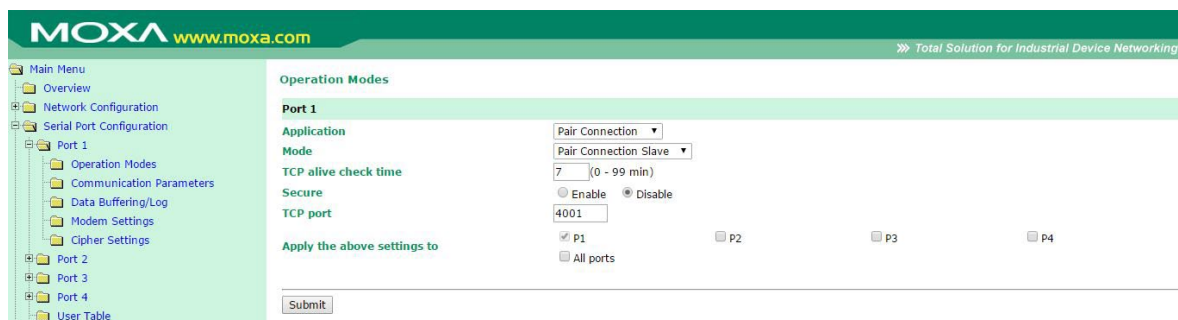 MOXA www.moxa.com
Total Solution for Industrial Device Networking
Main Menu
Overview
Network Configuration
Serial Port Configuration
Port 1
Operation Modes
Communication Parameters
Data Buffering/Log
Modem Settings
Cipher Settings
Port 2
Port 3
Port 4
User Table
Operation Modes
Port 1
Application Pair Connection
Mode Pair Connection Slave
TCP alive check time 7 (0 - 99 min)
Secure Enable Disable
TCP port 4001
Apply the above settings to P1 P2 P3 P4
All ports
Submit